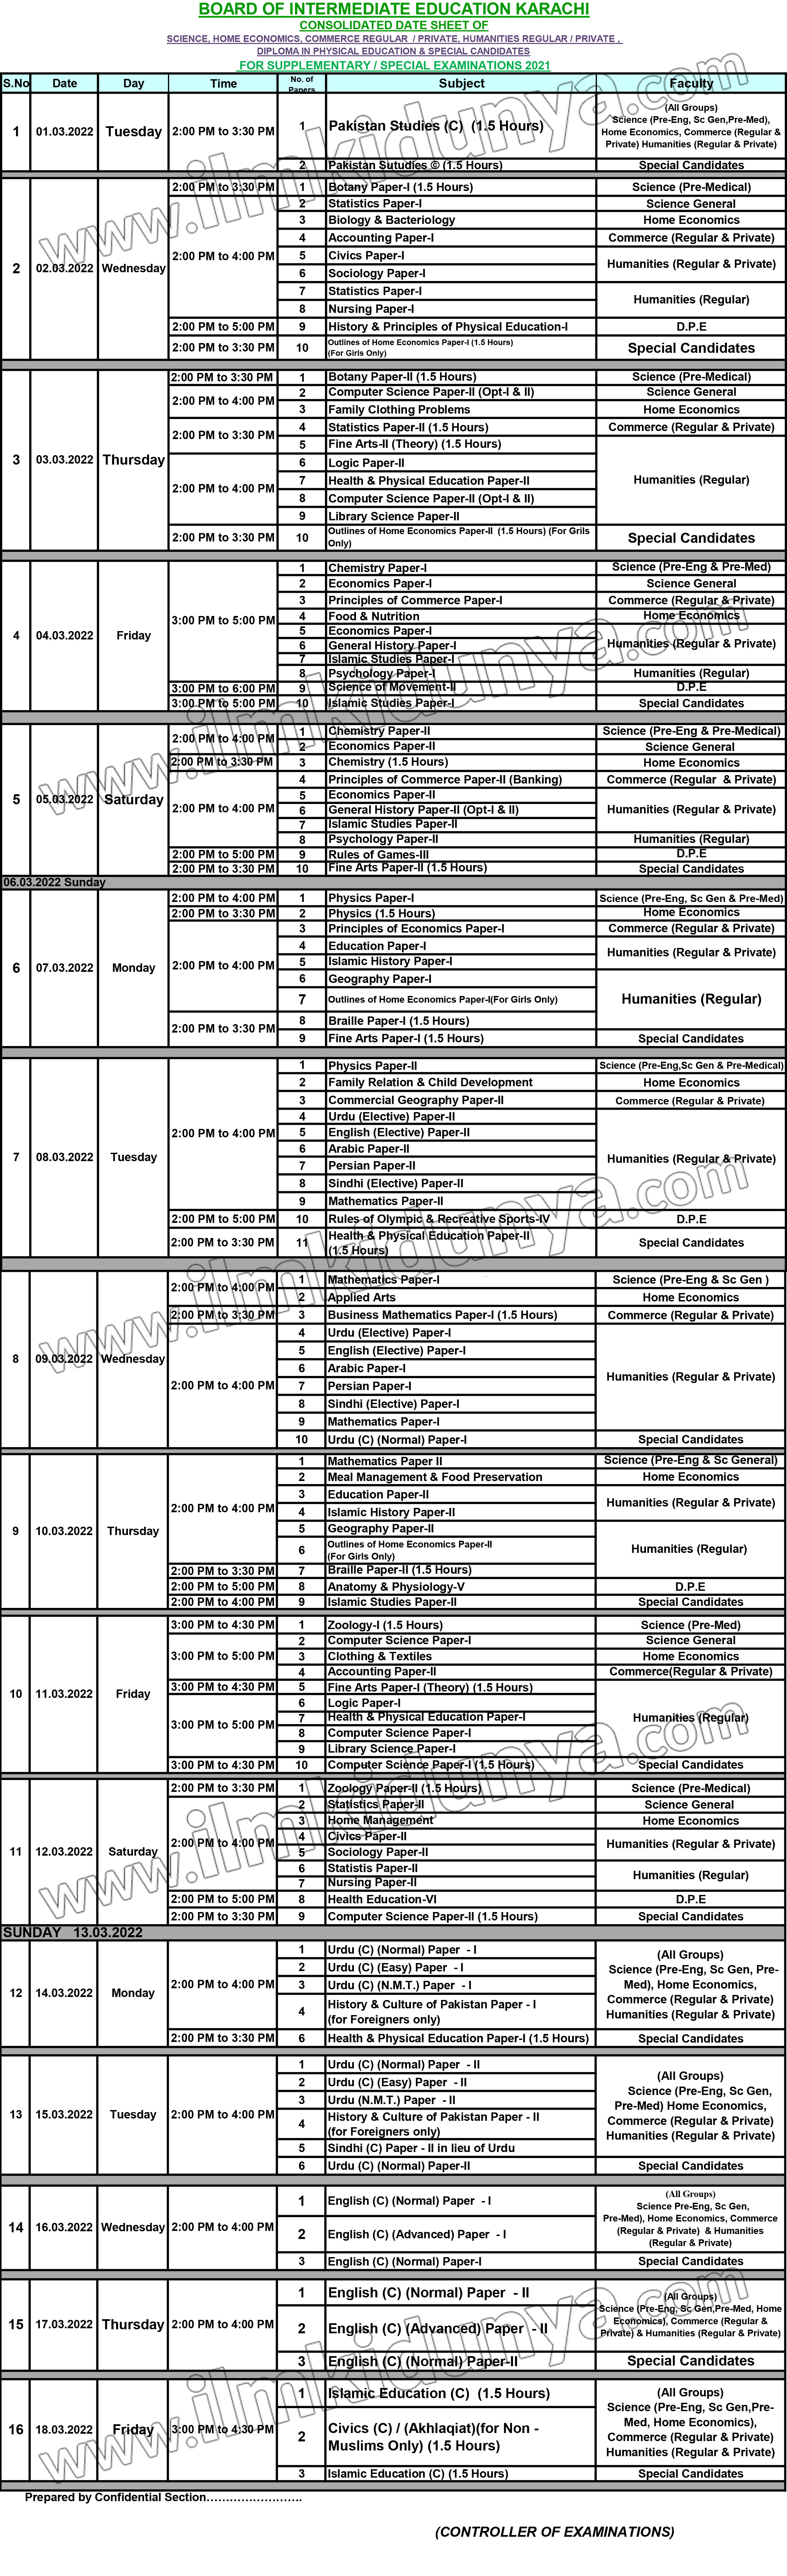 BOARD OF INTERMEDIATE EDUCATION KARACHI
CONSOLIDATED DATE SHEET OF
SCIENCE, HOME ECONOMICS, COMMERCE REGULAR / PRIVATE, HUMANITIES REGULAR / PRIVATE ,
DIPLOMA IN PHYSICAL EDUCATION & SPECIAL CANDIDATES
FOR SUPPLEMENTARY / SPECIAL EXAMINATIONS 2021
S.No Date Day Time No. of Papers Subject Faculty
1 01.03.2022 Tuesday 2:00 PM to 3:30 PM
1 Pakistan Studies (C) (1.5 Hours)
(All Groups)
Science (Pre-Eng, Sc Gen,Pre-Med),
Home Economics, Commerce (Regular &
Private) Humanities (Regular & Private)
2 Pakistan Sutudies © (1.5 Hours) Special Candidates
2 02.03.2022 Wednesday
2:00 PM to 3:30 PM 1 Botany Paper-I (1.5 Hours) Science (Pre-Medical)
2:00 PM to 4:00 PM
2 Statistics Paper-I Science General
3 Biology & Bacteriology Home Economics
4 Accounting Paper-I Commerce (Regular & Private)
5 Civics Paper-I Humanities (Regular & Private)
6 Sociology Paper-I
7 Statistics Paper-I Humanities (Regular)
8 Nursing Paper-I
2:00 PM to 5:00 PM 9 History & Principles of Physical Education-I D.P.E
2:00 PM to 3:30 PM 10 Outlines of Home Economics Paper-I (1.5 Hours)
(For Girls Only) Special Candidates
3 03.03.2022 Thursday
2:00 PM to 3:30 PM 1 Botany Paper-II (1.5 Hours) Science (Pre-Medical)
2:00 PM to 4:00 PM 2 Computer Science Paper-II (Opt-I & II) Science General
3 Family Clothing Problems Home Economics
2:00 PM to 3:30 PM 4 Statistics Paper-II (1.5 Hours) Commerce (Regular & Private)
5 Fine Arts-II (Theory) (1.5 Hours) Humanities (Regular)
2:00 PM to 4:00 PM
6 Logic Paper-II
7 Health & Physical Education Paper-II
8 Computer Science Paper-II (Opt-I & II)
9 Library Science Paper-II
2:00 PM to 3:30 PM 10 Outlines of Home Economics Paper-II (1.5 Hours) (For Grils
Only) Special Candidates
4 04.03.2022 Friday
3:00 PM to 5:00 PM
1 Chemistry Paper-I Science (Pre-Eng & Pre-Med)
2 Economics Paper-I Science General
3 Principles of Commerce Paper-I Commerce (Regular & Private)
4 Food & Nutrition Home Economics
5 Economics Paper-I Humanities (Regular & Private)
6 General History Paper-I
7 Islamic Studies Paper-I
8 Psychology Paper-I Humanities (Regular)
3:00 PM to 6:00 PM 9 Science of Movement-II D.P.E
3:00 PM to 5:00 PM 10 Islamic Studies Paper-I Special Candidates
5 05.03.2022 Saturday
2:00 PM to 4:00 PM 1 Chemistry Paper-II Science (Pre-Eng & Pre-Medical)
2 Economics Paper-II Science General
2:00 PM to 3:30 PM 3 Chemistry (1.5 Hours) Home Economics
2:00 PM to 4:00 PM
4 Principles of Commerce Paper-II (Banking) Commerce (Regular & Private)
5 Economics Paper-II Humanities (Regular & Private)
6 General History Paper-II (Opt-I & II)
7 Islamic Studies Paper-II
8 Psychology Paper-II Humanities (Regular)
2:00 PM to 5:00 PM 9 Rules of Games-III D.P.E
2:00 PM to 3:30 PM 10 Fine Arts Paper-II (1.5 Hours) Special Candidates
06.03.2022 Sunday
6 07.03.2022 Monday
2:00 PM to 4:00 PM 1 Physics Paper-I Science (Pre-Eng, Sc Gen & Pre-Med)
2:00 PM to 3:30 PM 2 Physics (1.5 Hours) Home Economics
2:00 PM to 4:00 PM
3 Principles of Economics Paper-I Commerce (Regular & Private)
4 Education Paper-I Humanities (Regular & Private)
5 Islamic History Paper-I
6 Geography Paper-I Humanities (Regular)
7 Outlines of Home Economics Paper-I(For Girls Only)
2:00 PM to 3:30 PM 8 Braille Paper-I (1.5 Hours)
9 Fine Arts Paper-I (1.5 Hours) Special Candidates
7 08.03.2022 Tuesday
2:00 PM to 4:00 PM
1 Physics Paper-II Science (Pre-Eng,Sc Gen & Pre-Medical)
2 Family Relation & Child Development Home Economics
3 Commercial Geography Paper-II Commerce (Regular & Private)
4 Urdu (Elective) Paper-II Humanities (Regular & Private)
5 English (Elective) Paper-II
6 Arabic Paper-II
7 Persian Paper-II
8 Sindhi (Elective) Paper-II
9 Mathematics Paper-II
2:00 PM to 5:00 PM 10 Rules of Olympic & Recreative Sports-IV D.P.E
2:00 PM to 3:30 PM 11 Health & Physical Education Paper-II
(1.5 Hours) Special Candidates
8 09.03.2022 Wednesday
2:00 PM to 4:00 PM 1 Mathematics Paper-I Science (Pre-Eng & Sc Gen )
2 Applied Arts Home Economics
2:00 PM to 3:30 PM 3 Business Mathematics Paper-I (1.5 Hours) Commerce (Regular & Private)
2:00 PM to 4:00 PM
4 Urdu (Elective) Paper-I Humanities (Regular & Private)
5 English (Elective) Paper-I
6 Arabic Paper-I
7 Persian Paper-I
8 Sindhi (Elective) Paper-I
9 Mathematics Paper-I
10 Urdu (C) (Normal) Paper-I Special Candidates
9 10.03.2022 Thursday
2:00 PM to 4:00 PM
1 Mathematics Paper II Science (Pre-Eng & Sc General)
2 Meal Management & Food Preservation Home Economics
3 Education Paper-II Humanities (Regular & Private)
4 Islamic History Paper-II
5 Geography Paper-II Humanities (Regular)
6 Outlines of Home Economics Paper-II
(For Girls Only)
2:00 PM to 3:30 PM 7 Braille Paper-II (1.5 Hours)
2:00 PM to 5:00 PM 8 Anatomy & Physiology-V D.P.E
2:00 PM to 4:00 PM 9 Islamic Studies Paper-II Special Candidates
10 11.03.2022 Friday
3:00 PM to 4:30 PM 1 Zoology-I (1.5 Hours) Science (Pre-Med)
3:00 PM to 5:00 PM 2 Computer Science Paper-I Science General
3 Clothing & Textiles Home Economics
4 Accounting Paper-II Commerce(Regular & Private)
3:00 PM to 4:30 PM 5 Fine Arts Paper-I (Theory) (1.5 Hours) Humanities (Regular)
3:00 PM to 5:00 PM
6 Logic Paper-I
7 Health & Physical Education Paper-I
8 Computer Science Paper-I
9 Library Science Paper-I
3:00 PM to 4:30 PM 10 Computer Science Paper-I (1.5 Hours) Special Candidates
11 12.03.2022 Saturday
2:00 PM to 3:30 PM 1 Zoology Paper-II (1.5 Hours) Science (Pre-Medical)
2:00 PM to 4:00 PM
2 Statistics Paper-II Science General
3 Home Management Home Economics
4 Civics Paper-II Humanities (Regular & Private)
5 Sociology Paper-II
6 Statistis Paper-II Humanities (Regular)
7 Nursing Paper-II
2:00 PM to 5:00 PM 8 Health Education-VI D.P.E
2:00 PM to 3:30 PM 9 Computer Science Paper-II (1.5 Hours) Special Candidates
SUNDAY 13.03.2022
12 14.03.2022 Monday
2:00 PM to 4:00 PM
1 Urdu (C) (Normal) Paper - I
2 Urdu (C) (Easy) Paper - I
3 Urdu (C) (N.M.T.) Paper - I
4 History & Culture of Pakistan Paper - I
(for Foreigners only)
(All Groups)
Science (Pre-Eng, Sc Gen, Pre-
Med), Home Economics,
Commerce (Regular & Private)
Humanities (Regular & Private)
2:00 PM to 3:30 PM 6 Health & Physical Education Paper-I (1.5 Hours) Special Candidates
13 15.03.2022 Tuesday 2:00 PM to 4:00 PM
1 Urdu (C) (Normal) Paper - II
2 Urdu (C) (Easy) Paper - II
3 Urdu (N.M.T.) Paper - II
4 History & Culture of Pakistan Paper - II
(for Foreigners only)
5 Sindhi (C) Paper - II in lieu of Urdu
(All Groups)
Science (Pre-Eng, Sc Gen,
Pre-Med) Home Economics,
Commerce (Regular & Private)
Humanities (Regular & Private)
6 Urdu (C) (Normal) Paper-II Special Candidates
14 16.03.2022 Wednesday 2:00 PM to 4:00 PM
1 English (C) (Normal) Paper - I
2 English (C) (Advanced) Paper - I
(All Groups)
Science Pre-Eng, Sc Gen,
Pre-Med), Home Economics, Commerce
(Regular & Private) & Humanities
(Regular & Private)
3 English (C) (Normal) Paper-I Special Candidates
15 17.03.2022 Thursday 2:00 PM to 4:00 PM
1 English (C) (Normal) Paper - II
2 English (C) (Advanced) Paper - II
(All Groups)
Science (Pre-Eng, Sc Gen,Pre-Med, Home
Economics), Commerce (Regular &
Private) & Humanities (Regular & Private)
3 English (C) (Normal) Paper-II Special Candidates
16 18.03.2022 Friday 3:00 PM to 4:30 PM
1 Islamic Education (C) (1.5 Hours)
2 Civics (C) / (Akhlaqiat)(for Non -
Muslims Only) (1.5 Hours)
(All Groups)
Science (Pre-Eng, Sc Gen,Pre-
Med, Home Economics),
Commerce (Regular & Private)
Humanities (Regular & Private)
3 Islamic Education (C) (1.5 Hours) Special Candidates
Prepared by Confidential Section……………………..
(CONTROLLER OF EXAMINATIONS)
www.ilmkidunya.com
www.ilmkidunya.com
www.ilmkidunya.com
www.ilmkidunya.com
www.ilmkidunya.com